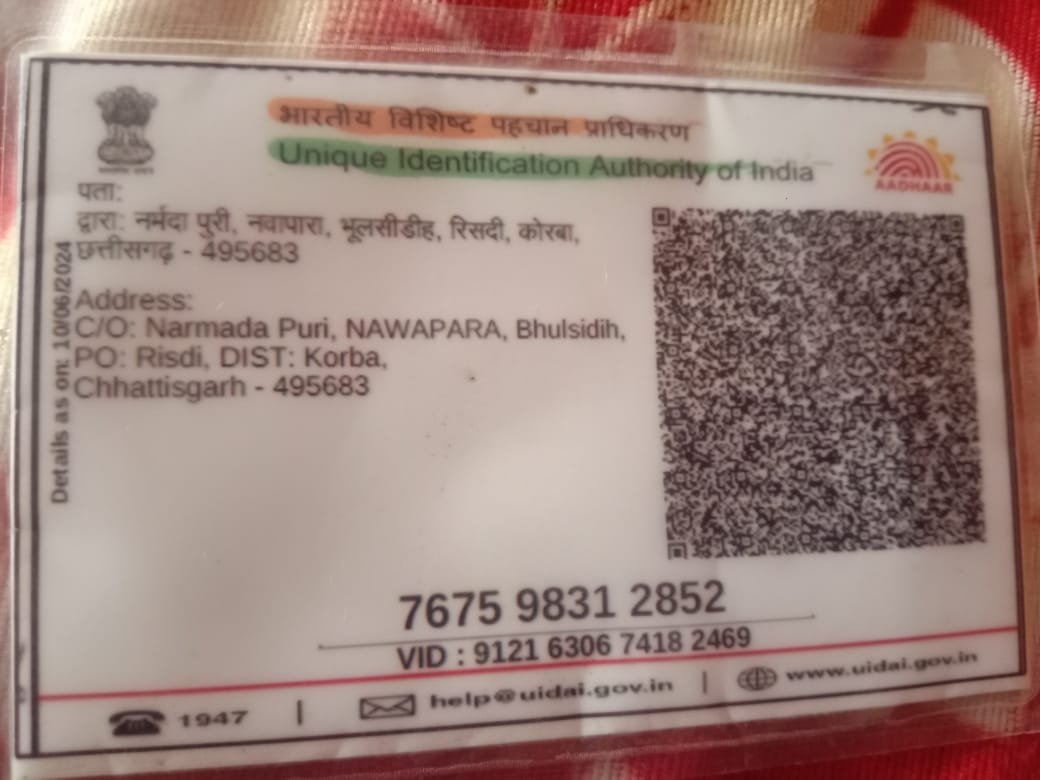 भारतीय विशिष्ट पहचान प्राधिकरण
Unique Identification Authority of India
AADHAAR
पता:
द्वारा: नर्मदा पुरी, नवापारा, भूलसीडीह, रिसदी, कोरबा,
छत्तीसगढ़ - 495683
Address:
C/O: Narmada Puri, NAWAPARA, Bhulsidih,
PO: Risdi, DIST: Korba,
Chhattisgarh - 495683
Details as on: 10/06/2024
7675 9831 2852
VID : 9121 6306 7418 2469
1947 | help@uidai.gov.in | www.uidai.gov.in